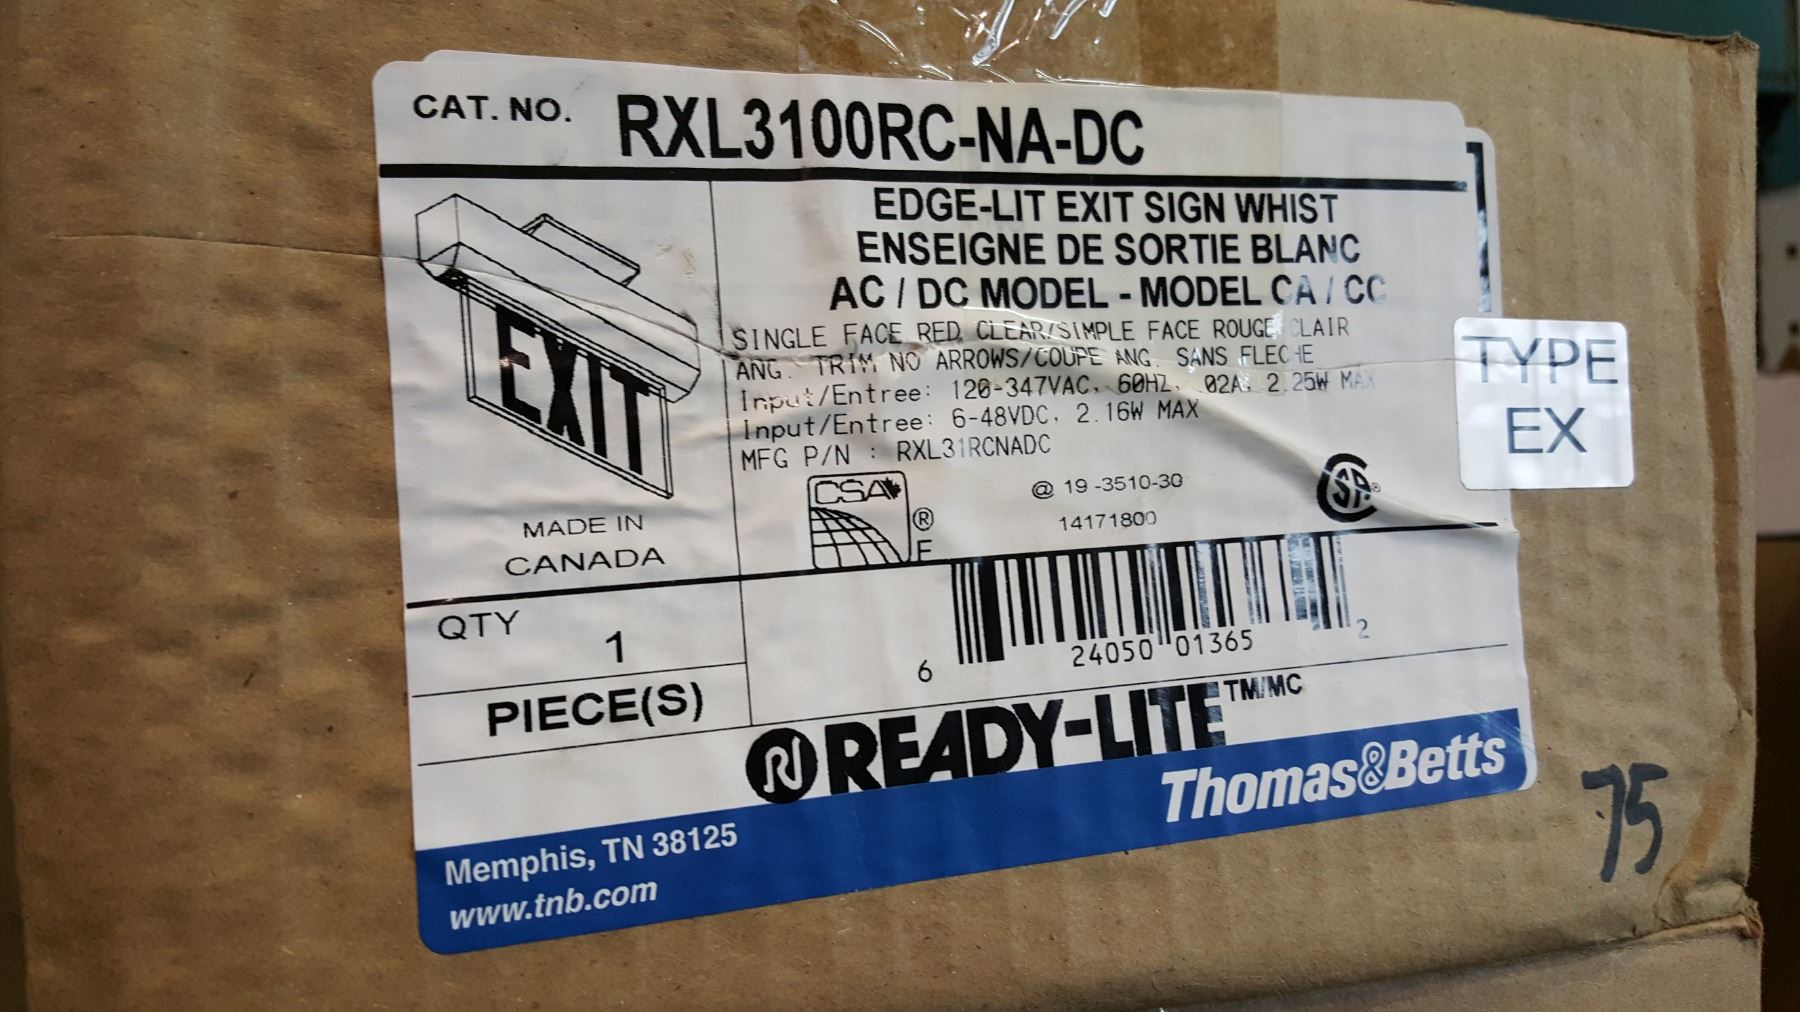 CAT. NO. RXL3100RC-NA-DC
EDGE-LIT EXIT SIGN WHIST
ENSEIGNE DE SORTIE BLANC
AC / DC MODEL - MODEL CA / CC
SINGLE FACE RED CLEAR/SIMPLE FACE ROUGE CLAIR
ANG. TRIM NO ARROWS/COUPE ANG. SANS FLECHE
Input/Entree: 120-347VAC, 60HZ, .02A, 2.25W MAX
Input/Entree: 6-48VDC, 2.16W MAX
MFG P/N : RXL31RCNADC
EXIT
MADE IN
CANADA
CSA ® E
@ 19 -3510-30
14171800
SA ®
TYPE
EX
QTY
1
PIECE(S)
6 24050 01365 2
READY-LITE TM/MC
Thomas&Betts
Memphis, TN 38125
www.tnb.com
75